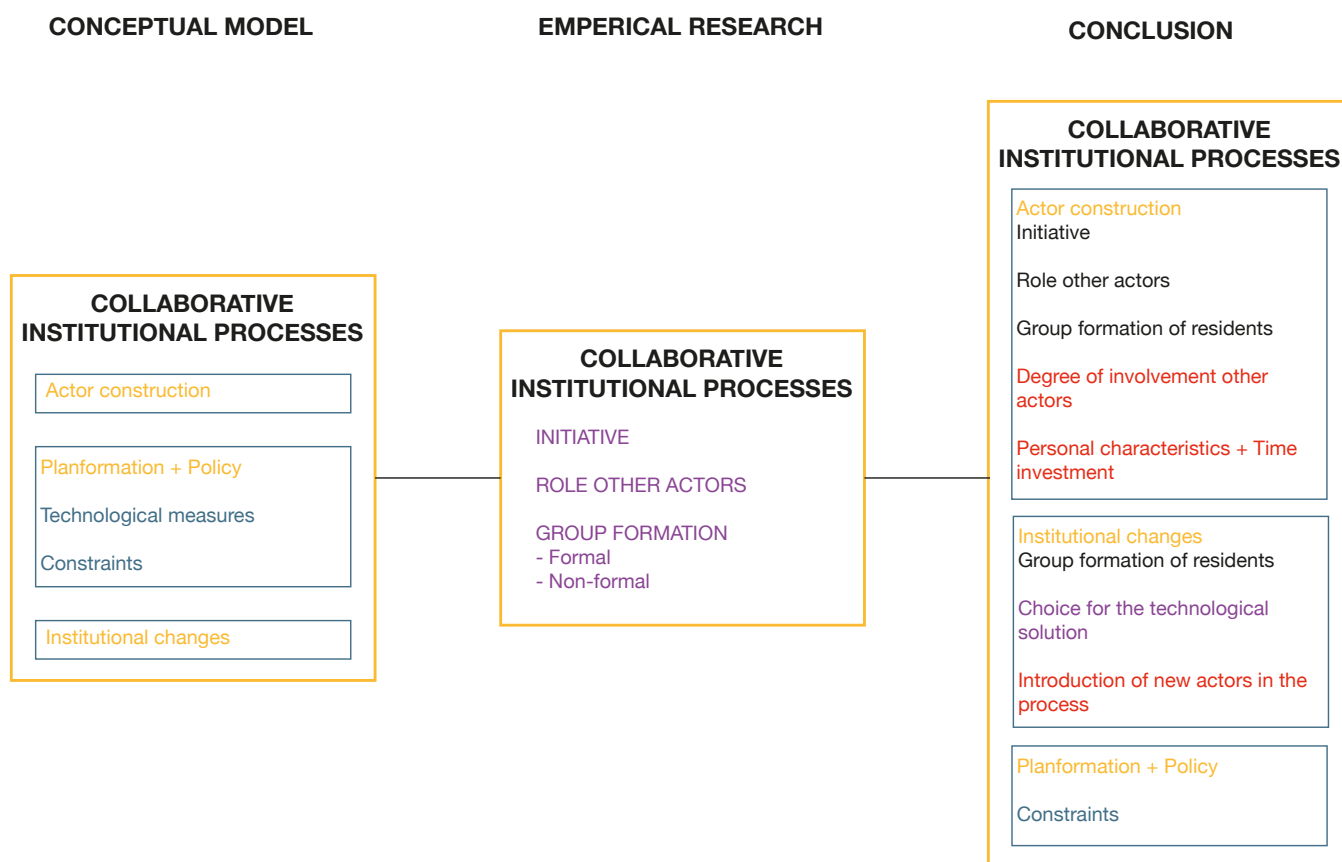 CONCEPTUAL MODEL
EMPERICAL RESEARCH
CONCLUSION
COLLABORATIVE
INSTITUTIONAL PROCESSES
Actor construction
Planformation + Policy
Technological measures
Constraints
Institutional changes
COLLABORATIVE
INSTITUTIONAL PROCESSES
INITIATIVE
ROLE OTHER ACTORS
GROUP FORMATION
- Formal
- Non-formal
COLLABORATIVE
INSTITUTIONAL PROCESSES
Actor construction
Initiative
Role other actors
Group formation of residents
Degree of involvement other
actors
Personal characteristics + Time
investment
Institutional changes
Group formation of residents
Choice for the technological
solution
Introduction of new actors in the
process
Planformation + Policy
Constraints